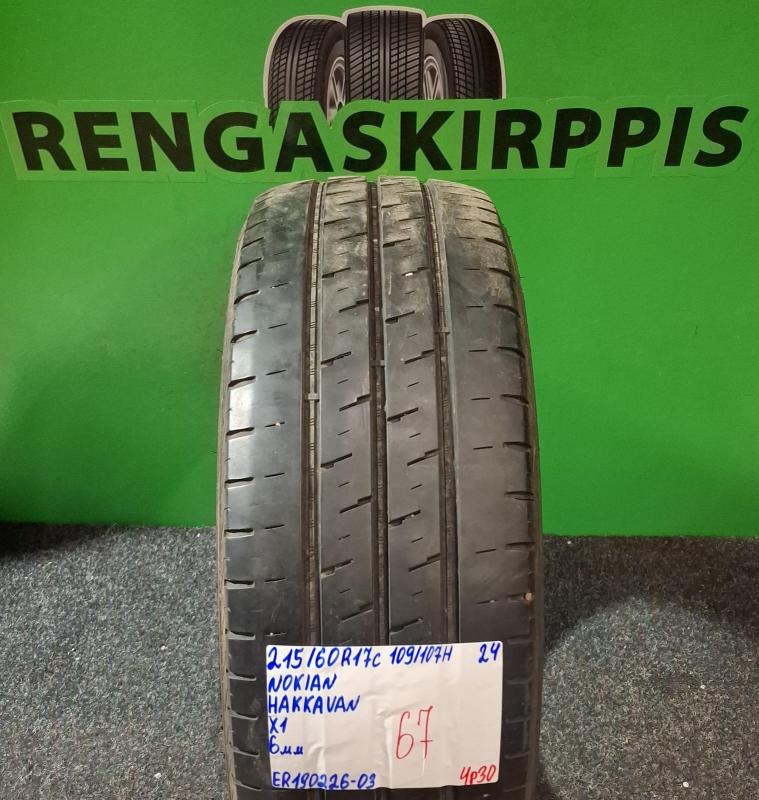 RENGASKIRPPIS
215/60R17c 109/107H 24
NOKIAN
HAKKAVAN
X1
6мм
67
ER190226-03 4p30